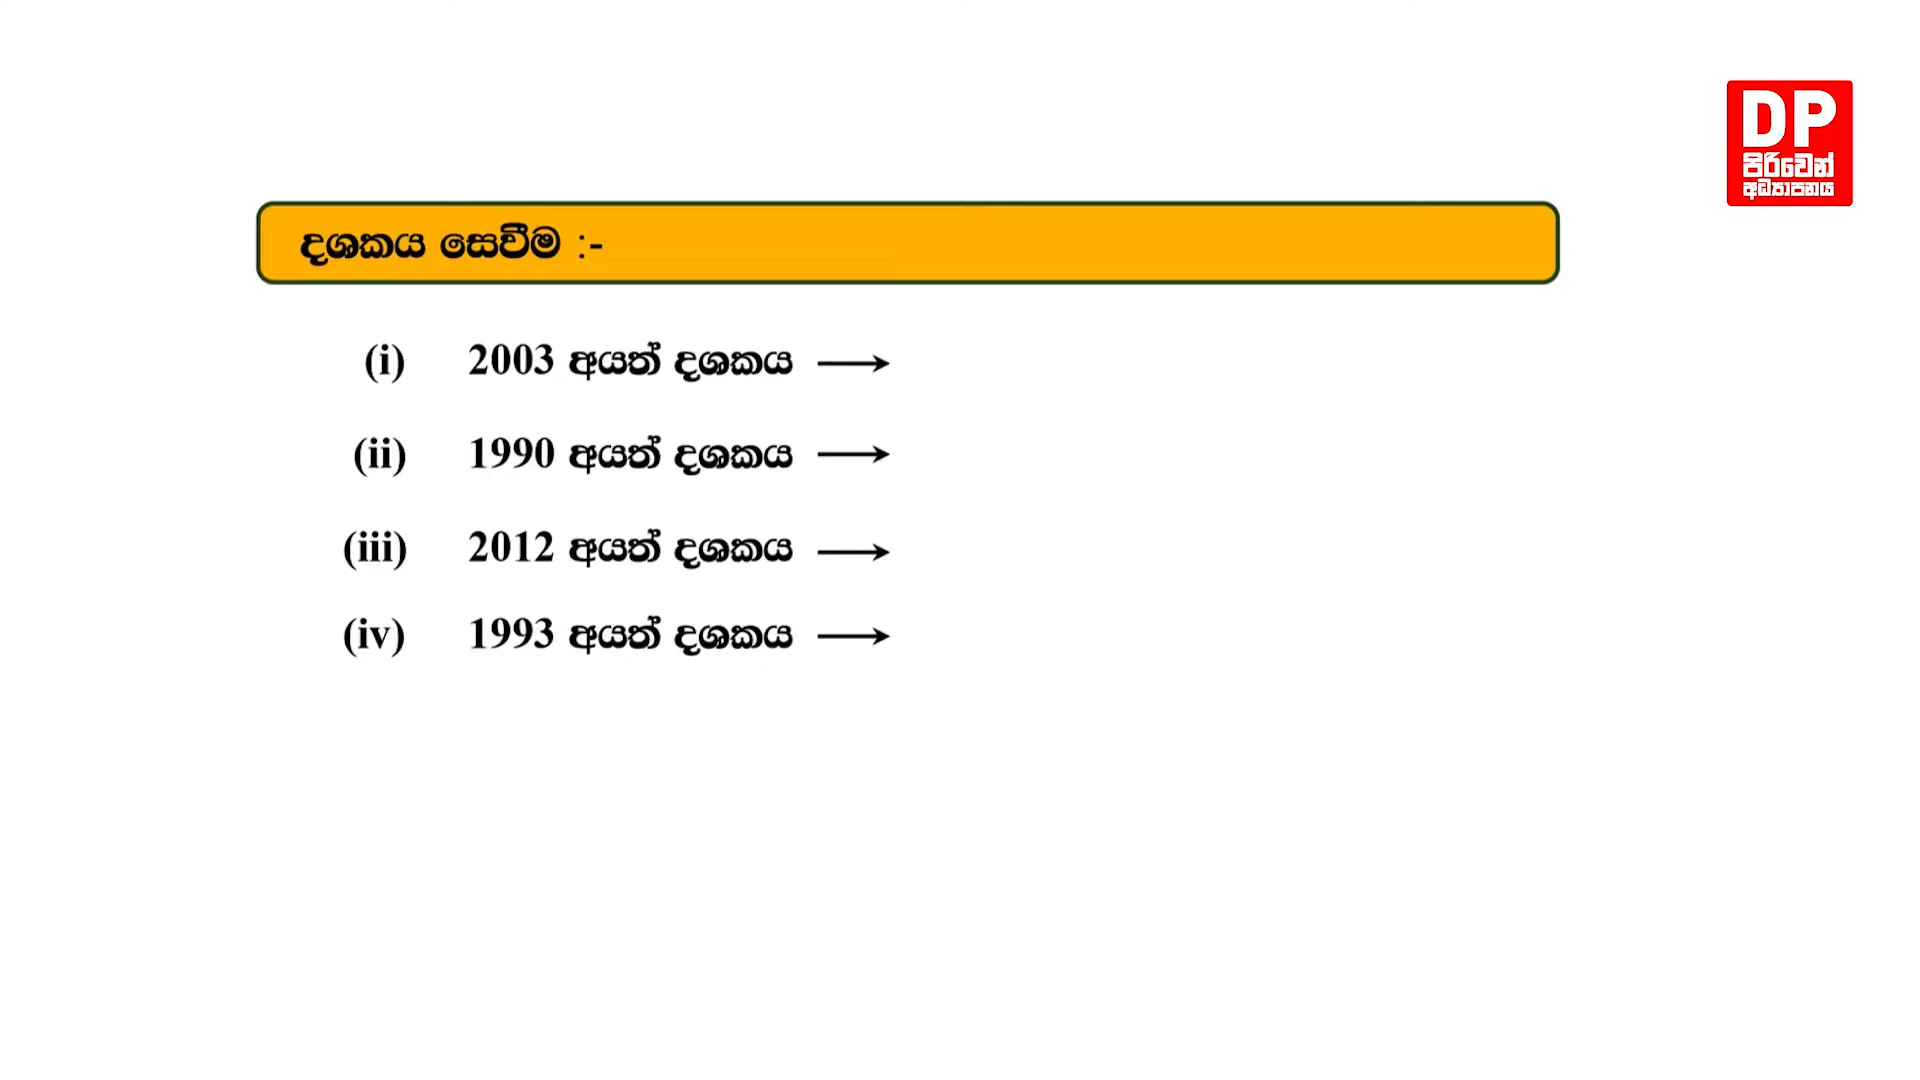 DP
පිරිවෙන්
අධ්‍යාපනය
දශකය සෙවීම :-
(i) 2003 අයත් දශකය ⟶
(ii) 1990 අයත් දශකය ⟶
(iii) 2012 අයත් දශකය ⟶
(iv) 1993 අයත් දශකය ⟶